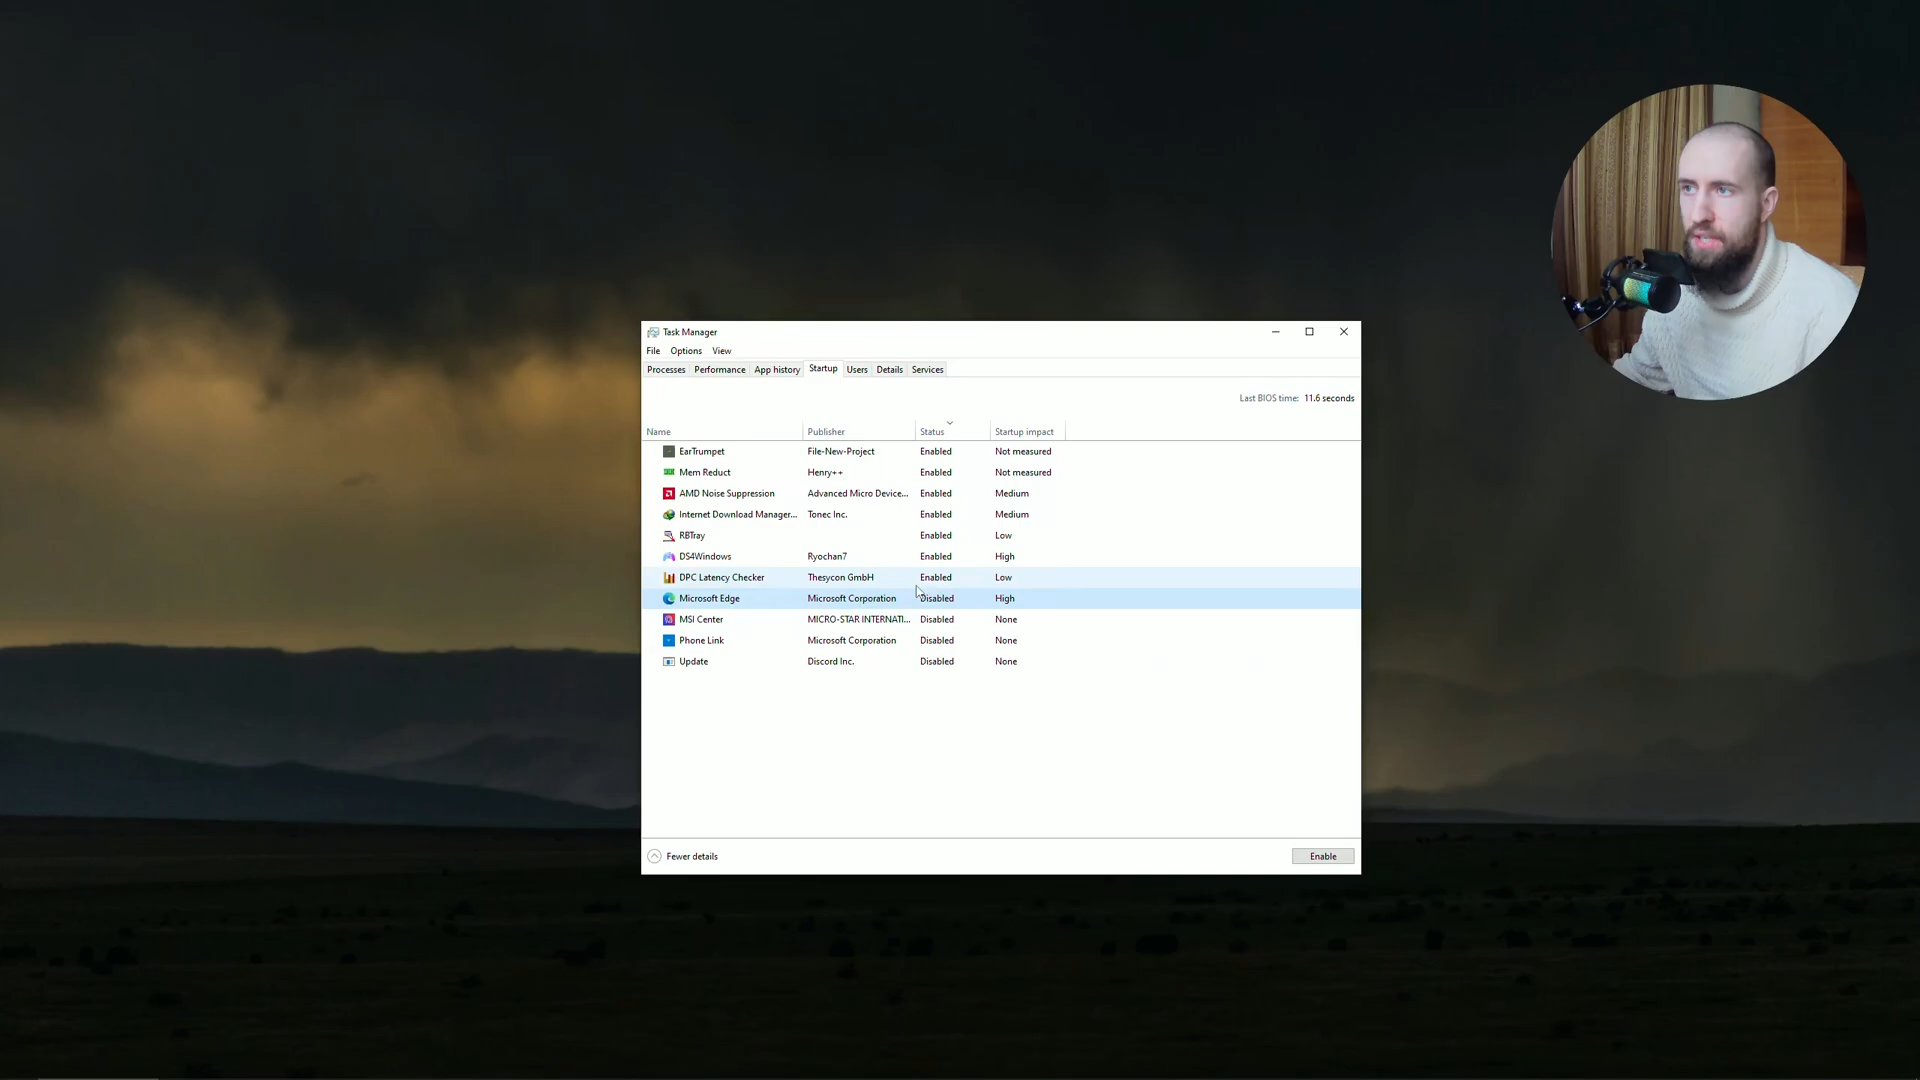 Task Manager
File Options View
Processes Performance App history Startup Users Details Services
Last BIOS time: 11.6 seconds
Name Publisher Status Startup impact
EarTrumpet File-New-Project Enabled Not measured
Mem Reduct Henry++ Enabled Not measured
AMD Noise Suppression Advanced Micro Device... Enabled Medium
Internet Download Manager... Tonec Inc. Enabled Medium
RBTray Enabled Low
DS4Windows Ryochan7 Enabled High
DPC Latency Checker Thesycon GmbH Enabled Low
Microsoft Edge Microsoft Corporation Disabled High
MSI Center MICRO-STAR INTERNATI... Disabled None
Phone Link Microsoft Corporation Disabled None
Update Discord Inc. Disabled None
Fewer details Enable